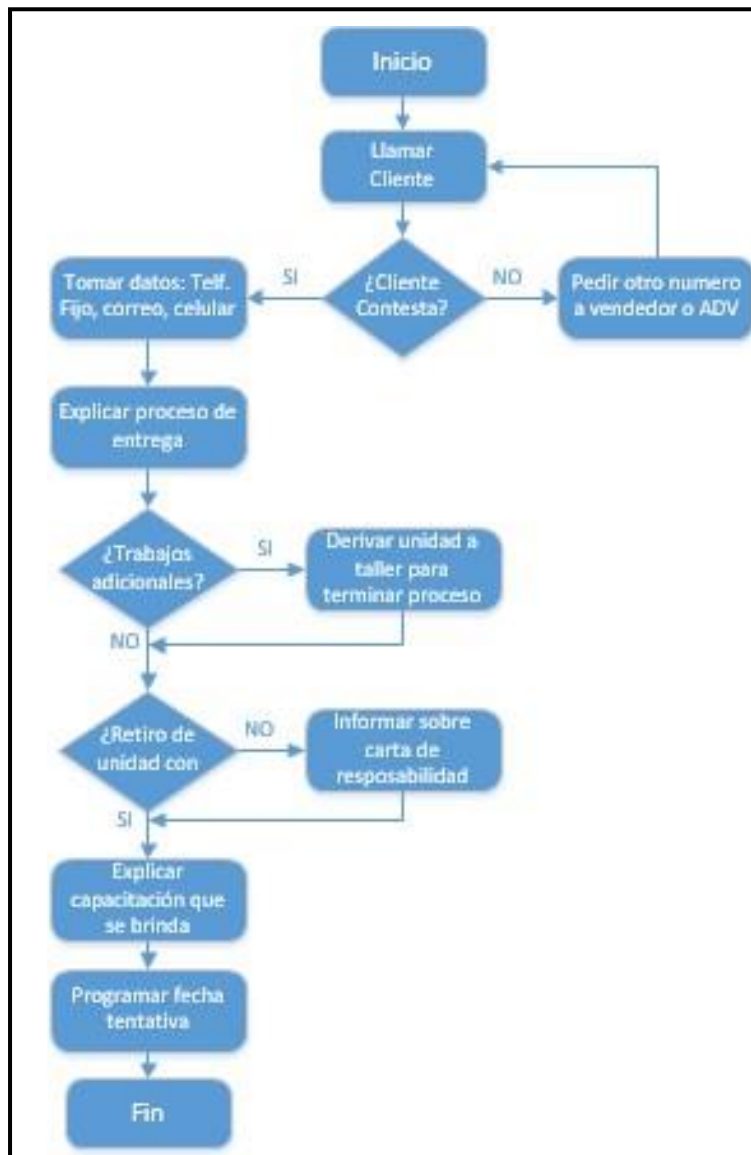 Inicio
Llamar
Cliente
¿Cliente
Contesta?
SI
NO
Tomar datos: Telf.
Fijo, correo, celular
Pedir otro numero
a vendedor o ADV
Explicar proceso de
entrega
¿Trabajos
adicionales?
SI
Derivar unidad a
taller para
terminar proceso
NO
¿Retiro de
unidad con
NO
Informar sobre
carta de
resposabilidad
SI
Explicar
capacitación que
se brinda
Programar fecha
tentativa
Fin